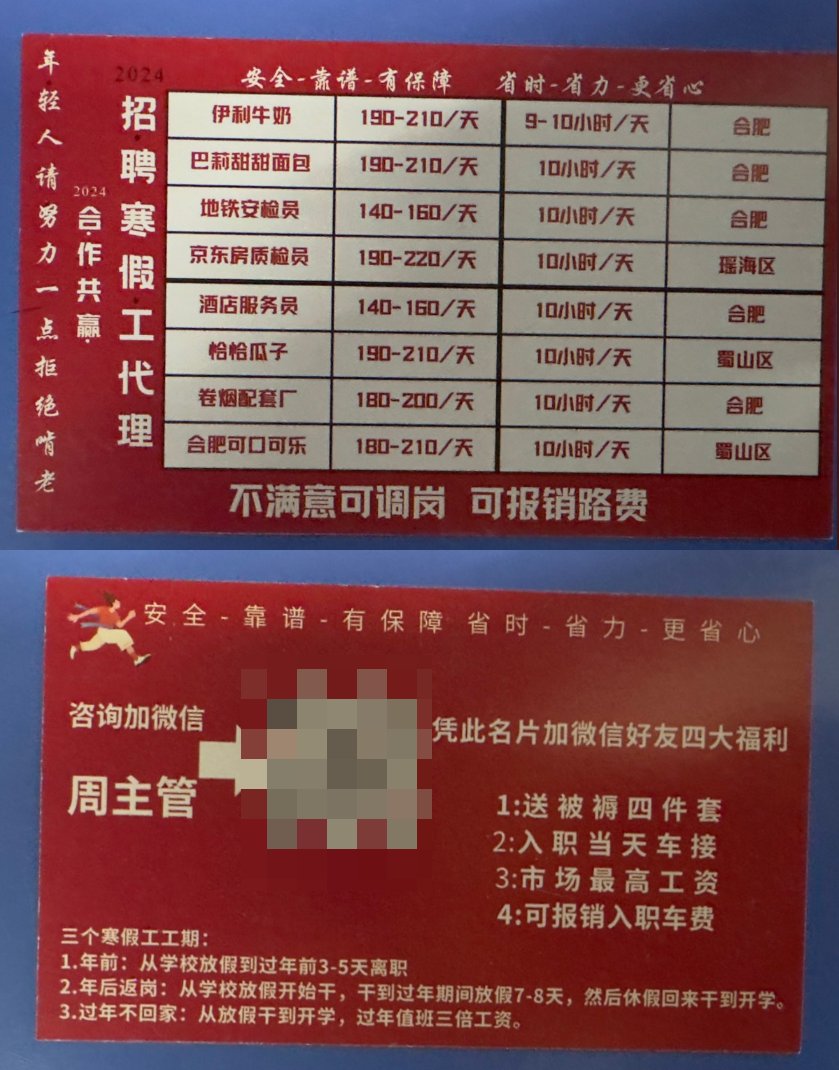 年轻人请努力一点拒绝啃老
2024
合作共赢
2024
招聘寒假工代理
安全-靠谱-有保障 省时-省力-更省心
伊利牛奶 190-210/天 9-10小时/天 合肥
巴莉甜甜面包 190-210/天 10小时/天 合肥
地铁安检员 140-160/天 10小时/天 合肥
京东房质检员 190-220/天 10小时/天 瑶海区
酒店服务员 140-160/天 10小时/天 合肥
恰恰瓜子 190-210/天 10小时/天 蜀山区
卷烟配套厂 180-200/天 10小时/天 合肥
合肥可口可乐 180-210/天 10小时/天 蜀山区
不满意可调岗 可报销路费
安全-靠谱-有保障 省时-省力-更省心
咨询加微信
周主管
凭此名片加微信好友四大福利
1:送被褥四件套
2:入职当天车接
3:市场最高工资
4:可报销入职车费
三个寒假工工期：
1.年前：从学校放假到过年前3-5天离职
2.年后返岗：从学校放假开始干，干到过年期间放假7-8天，然后休假回来干到开学。
3.过年不回家：从放假干到开学，过年值班三倍工资。